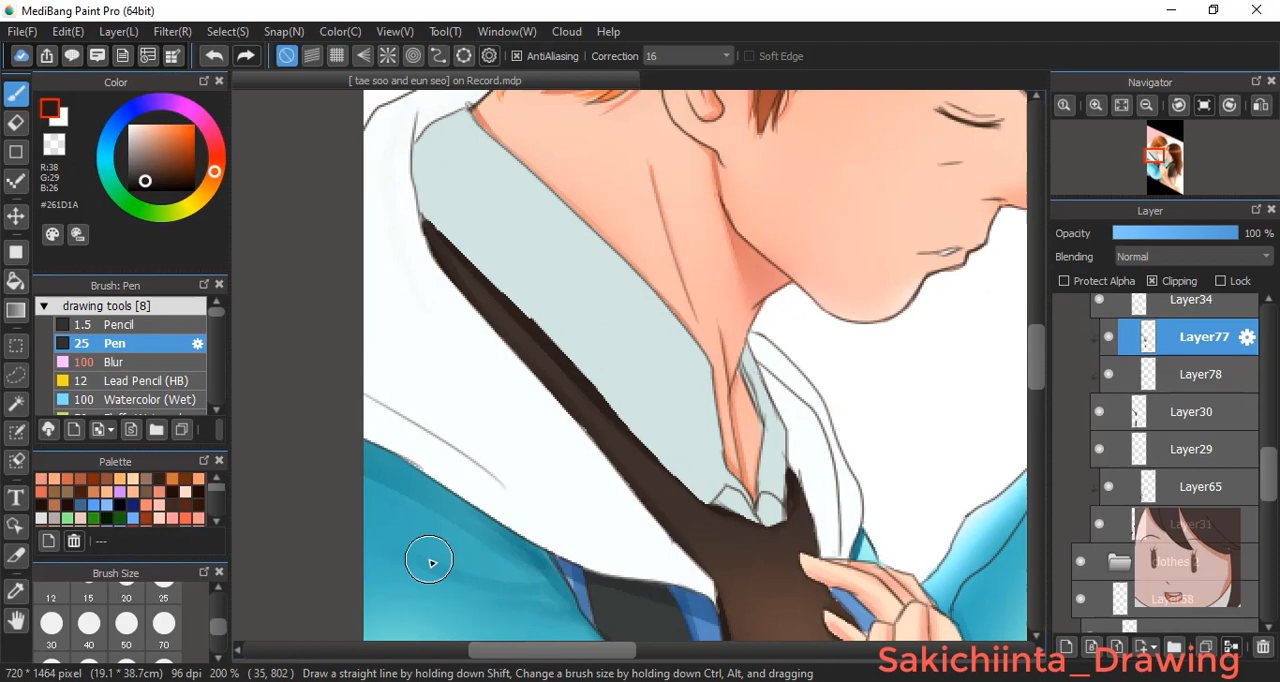 MediBang Paint Pro (64bit)
File(F) Edit(E) Layer(L) Filter(R) Select(S) Snap(N) Color(C) View(V) Tool(T) Window(W) Cloud Help
AntiAliasing Correction 16 Soft Edge
Color
[ tae soo and eun seo] on Record.mdp
Navigator
R:38
G:29
B:26
#261D1A
Layer
Opacity 100 %
Blending Normal
Protect Alpha Clipping Lock
Brush: Pen
drawing tools [8]
1.5 Pencil
25 Pen
100 Blur
12 Lead Pencil (HB)
100 Watercolor (Wet)
Layer34
Layer77
Layer78
Layer30
Layer29
Layer65
Layer31
clothes 2
Layer58
Palette
---
Brush Size
12 15 20 25
30 40 50 70
720 * 1464 pixel (19.1 * 38.7cm) 96 dpi 200 % ( 35, 802 ) Draw a straight line by holding down Shift, Change a brush size by holding down Ctrl, Alt, and dragging
Sakichiinta_Drawing